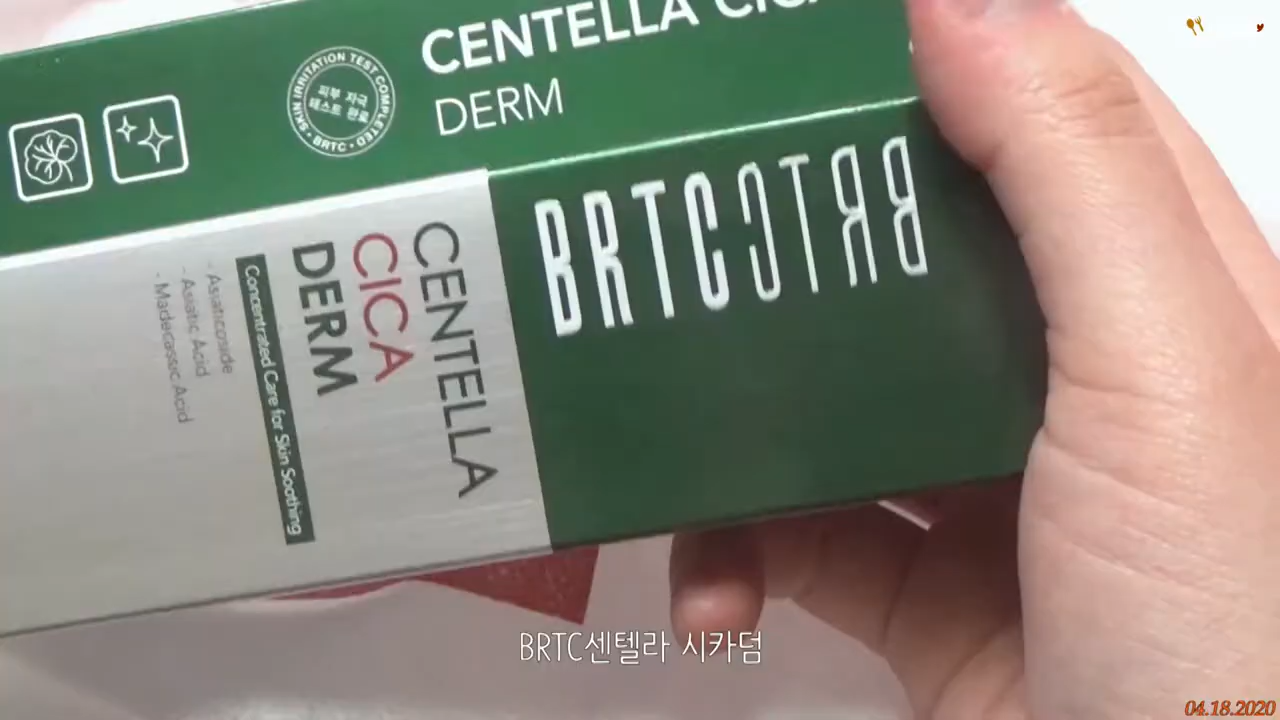 CENTELLA CICA
DERM
SKIN IRRITATION TEST COMPLETED
• BRTC •
피부 자극
테스트 완료
BRTCBRTC
CENTELLA
CICA
DERM
Concentrated Care for Skin Soothing
- Asiaticoside
- Asiatic Acid
- Madecassic Acid
BRTC센텔라 시카덤
04.18.2020